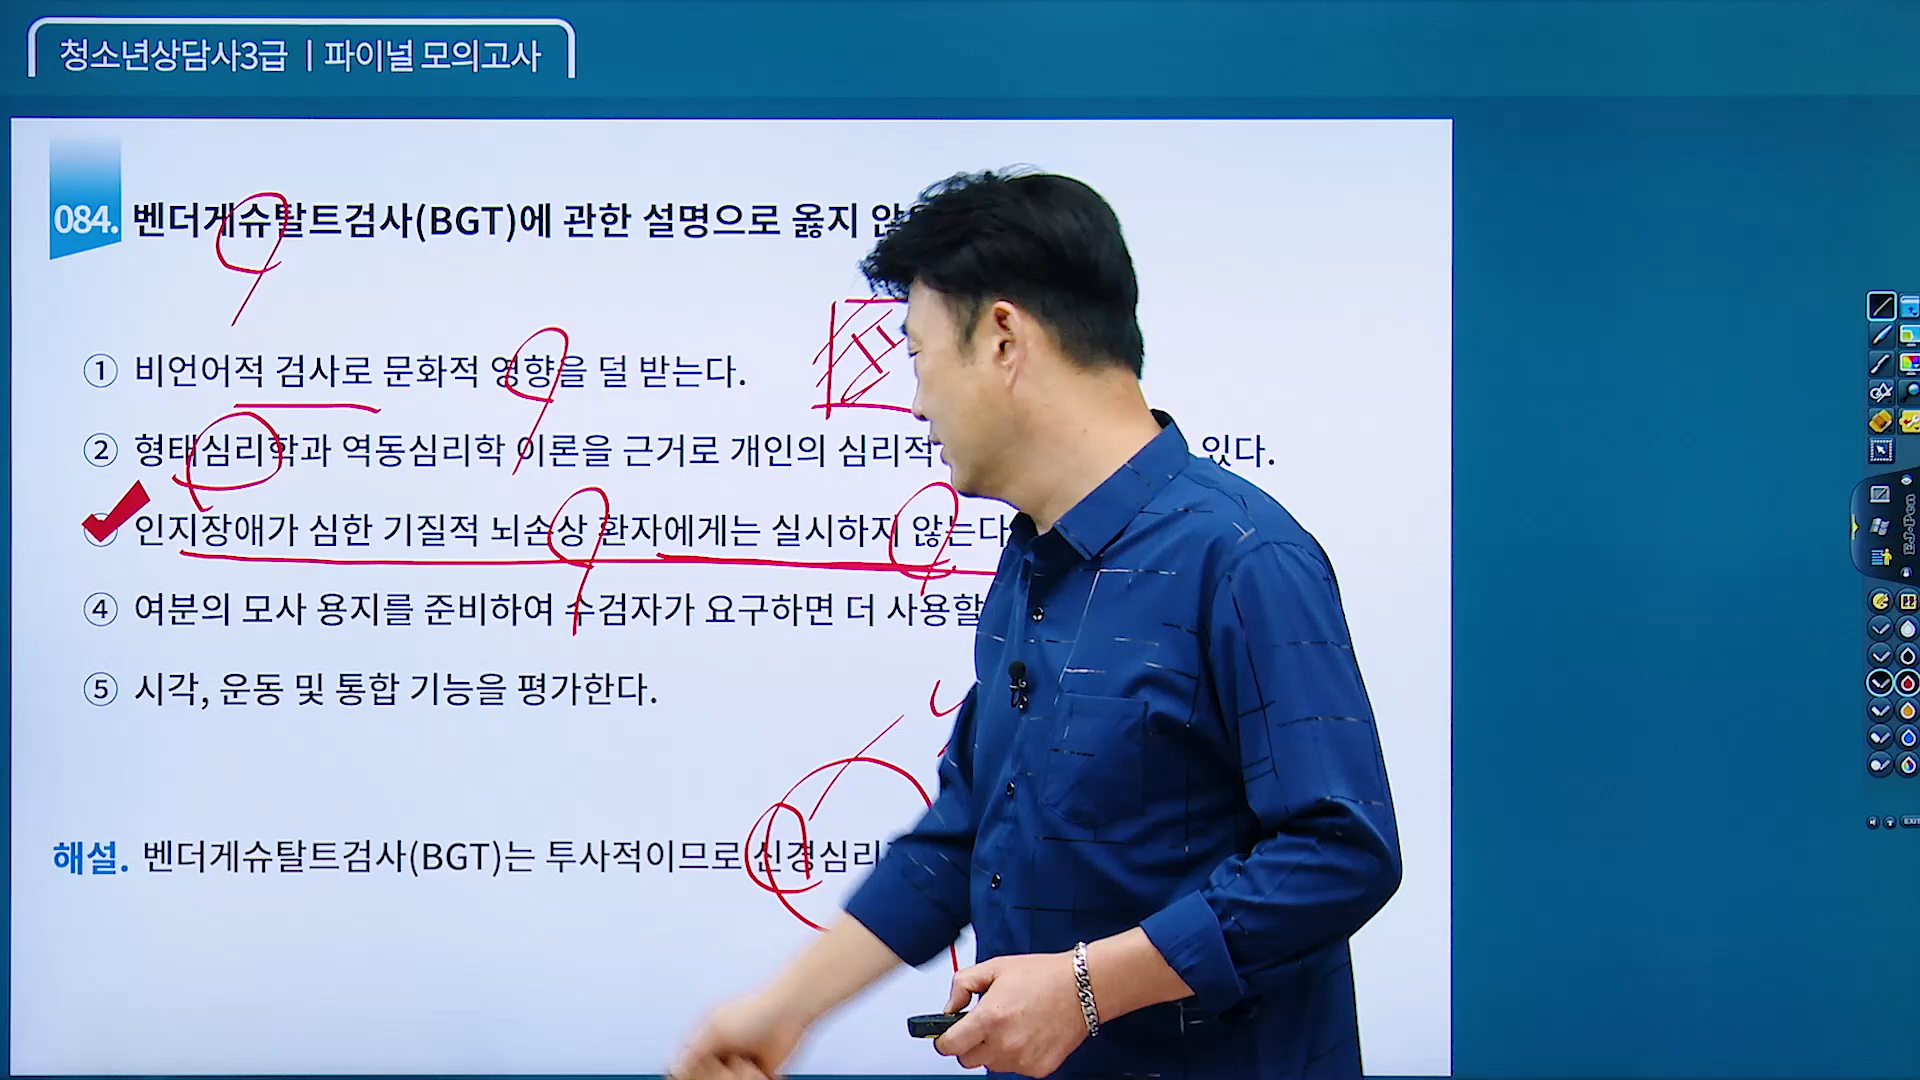 청소년상담사3급 | 파이널 모의고사
084. 벤더게슈탈트검사(BGT)에 관한 설명으로 옳지
① 비언어적 검사로 문화적 영향을 덜 받는다.
② 형태심리학과 역동심리학 이론을 근거로 개인의 심리적 있다.
인지장애가 심한 기질적 뇌손상 환자에게는 실시하지 않는다
④ 여분의 모사 용지를 준비하여 수검자가 요구하면 더 사용할
⑤ 시각, 운동 및 통합 기능을 평가한다.
해설. 벤더게슈탈트검사(BGT)는 투사적이므로 신경심리
EXIT